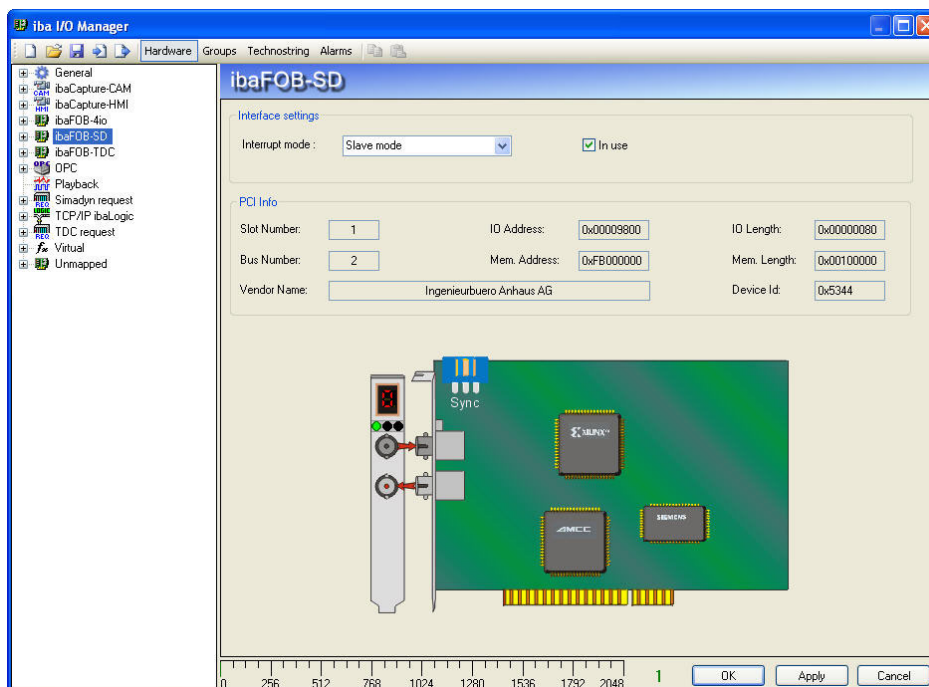 iba I/O Manager
Hardware Groups Technostring Alarms
General
ibaCapture-CAM
ibaCapture-HMI
ibaFOB-4io
ibaFOB-SD
ibaFOB-TDC
OPC
Playback
Simadyn request
TCP/IP ibaLogic
TDC request
Virtual
Unmapped
ibaFOB-SD
Interface settings
Interrupt mode : Slave mode In use
PCI Info
Slot Number: 1 IO Address: 0x00009800 IO Length: 0x00000080
Bus Number: 2 Mem. Address: 0xFB000000 Mem. Length: 0x00100000
Vendor Name: Ingenieurbuero Anhaus AG Device Id: 0x5344
Sync
XILINX
AMCC
SIEMENS
0 256 512 768 1024 1280 1536 1792 2048 1 OK Apply Cancel